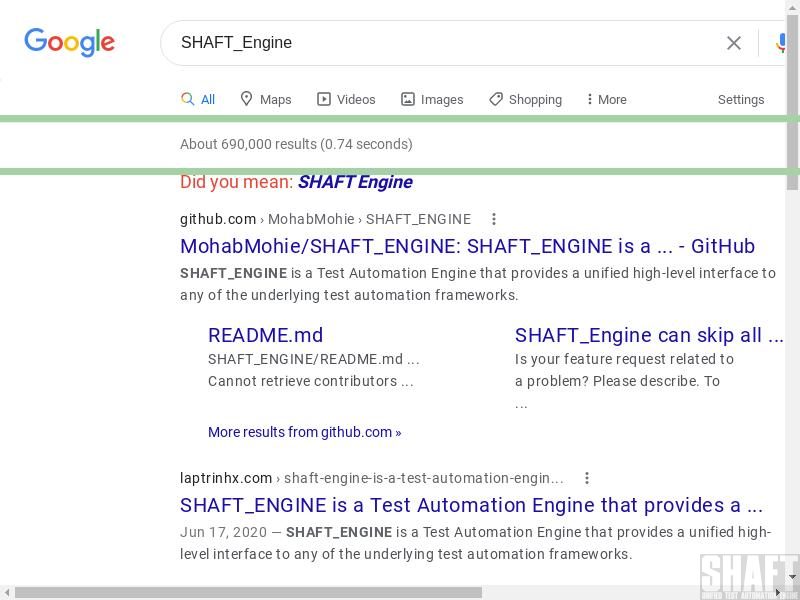 Google
SHAFT_Engine
All Maps Videos Images Shopping More Settings
About 690,000 results (0.74 seconds)
Did you mean: SHAFT Engine
github.com › MohabMohie › SHAFT_ENGINE
MohabMohie/SHAFT_ENGINE: SHAFT_ENGINE is a ... - GitHub
SHAFT_ENGINE is a Test Automation Engine that provides a unified high-level interface to
any of the underlying test automation frameworks.
README.md
SHAFT_ENGINE/README.md ...
Cannot retrieve contributors ...
SHAFT_Engine can skip all ...
Is your feature request related to
a problem? Please describe. To
...
More results from github.com »
laptrinhx.com › shaft-engine-is-a-test-automation-engin...
SHAFT_ENGINE is a Test Automation Engine that provides a ...
Jun 17, 2020 — SHAFT_ENGINE is a Test Automation Engine that provides a unified high-
level interface to any of the underlying test automation frameworks.
SHAFT
UNIFIED TEST AUTOMATION ENGINE